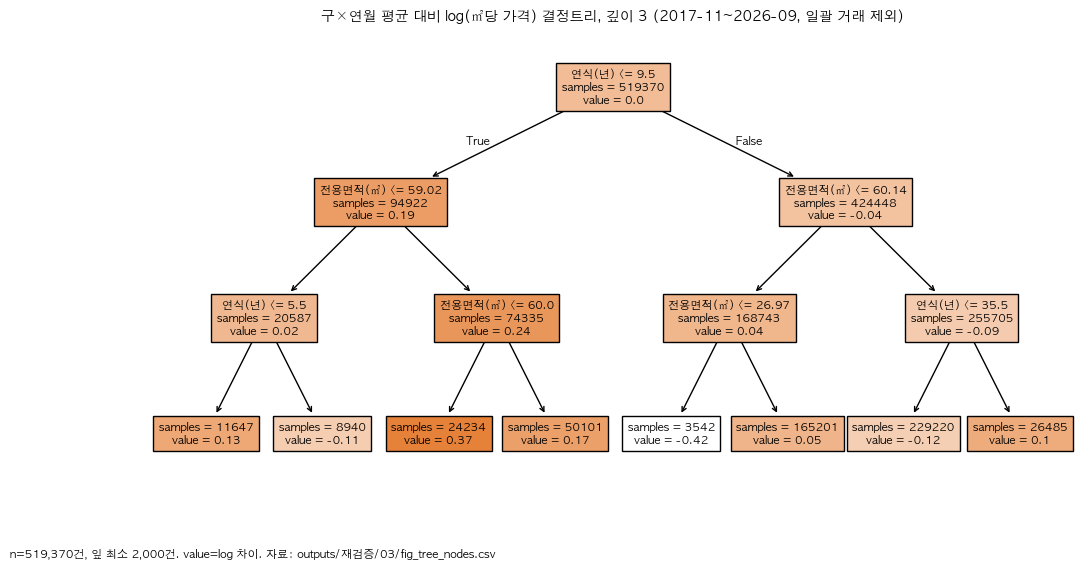 구×연월 평균 대비 log(㎡당 가격) 결정트리, 깊이 3 (2017-11~2026-09, 일괄 거래 제외)
연식(년) <= 9.5
samples = 519370
value = 0.0
True
False
전용면적(㎡) <= 59.02
samples = 94922
value = 0.19
전용면적(㎡) <= 60.14
samples = 424448
value = -0.04
연식(년) <= 5.5
samples = 20587
value = 0.02
전용면적(㎡) <= 60.0
samples = 74335
value = 0.24
전용면적(㎡) <= 26.97
samples = 168743
value = 0.04
연식(년) <= 35.5
samples = 255705
value = -0.09
samples = 11647
value = 0.13
samples = 8940
value = -0.11
samples = 24234
value = 0.37
samples = 50101
value = 0.17
samples = 3542
value = -0.42
samples = 165201
value = 0.05
samples = 229220
value = -0.12
samples = 26485
value = 0.1
n=519,370건, 잎 최소 2,000건. value=log 차이. 자료: outputs/재검증/03/fig_tree_nodes.csv